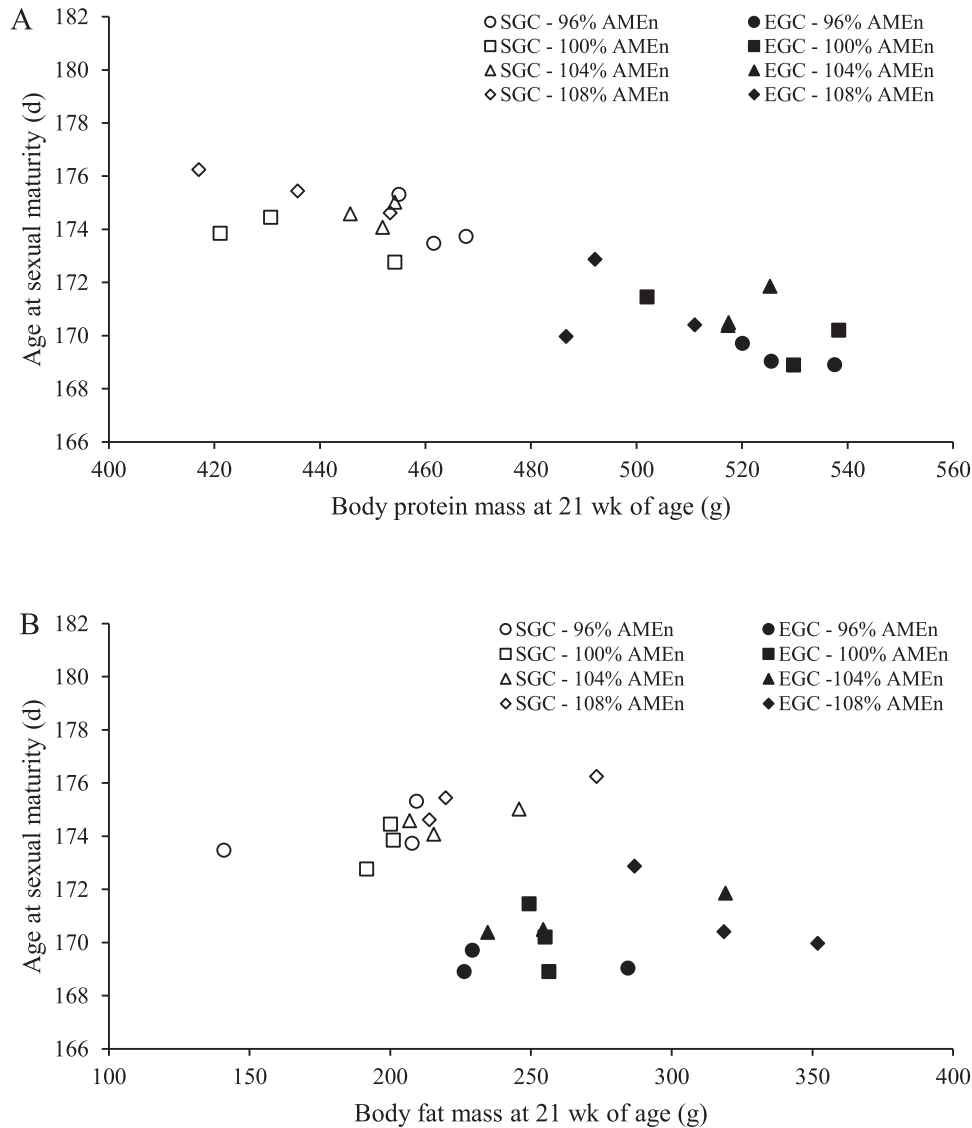 A
182
180
178
176
174
172
170
168
166
Age at sexual maturity (d)
SGC - 96% AMEn
EGC - 96% AMEn
SGC - 100% AMEn
EGC - 100% AMEn
SGC - 104% AMEn
EGC - 104% AMEn
SGC - 108% AMEn
EGC - 108% AMEn
400 420 440 460 480 500 520 540 560
Body protein mass at 21 wk of age (g)
B
182
180
178
176
174
172
170
168
166
Age at sexual maturity (d)
SGC - 96% AMEn
EGC - 96% AMEn
SGC - 100% AMEn
EGC - 100% AMEn
SGC - 104% AMEn
EGC -104% AMEn
SGC - 108% AMEn
EGC -108% AMEn
100 150 200 250 300 350 400
Body fat mass at 21 wk of age (g)